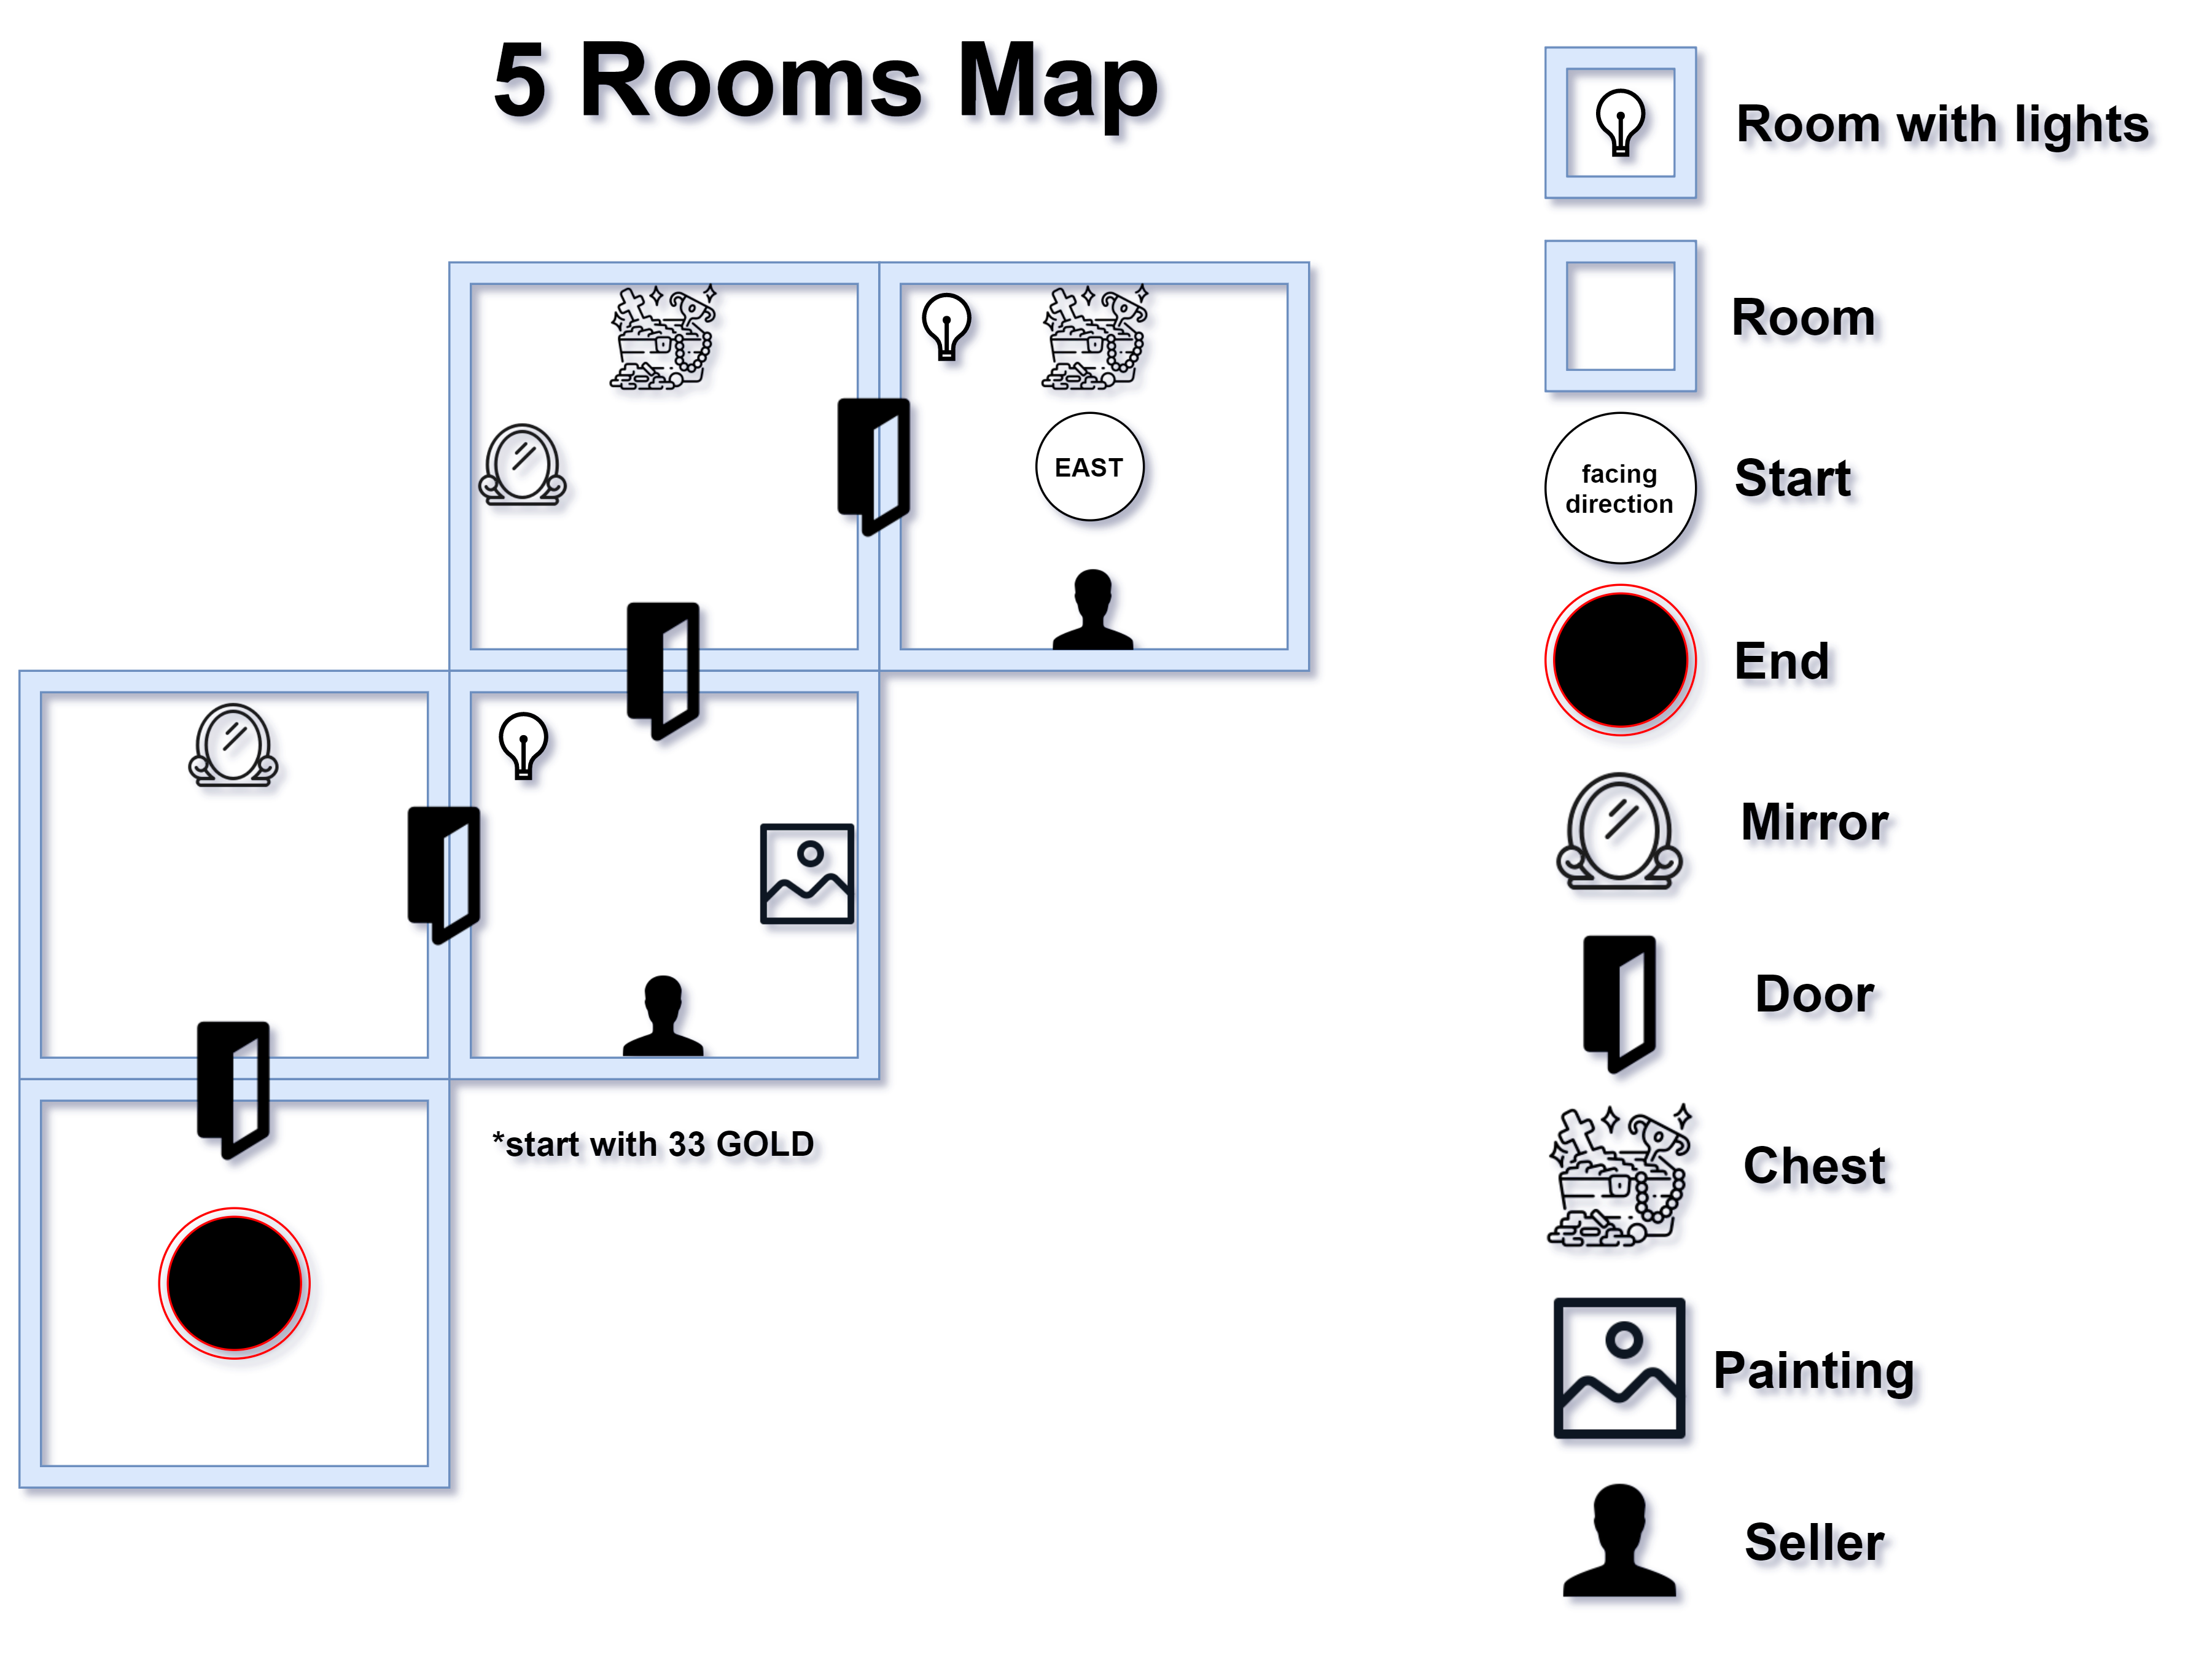 5 Rooms Map
Room with lights
Room
EAST
facing
direction
Start
End
Mirror
Door
*start with 33 GOLD
Chest
Painting
Seller